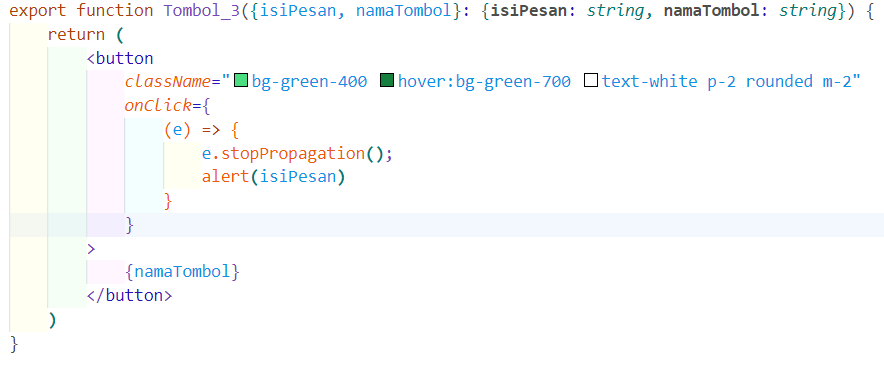 export function Tombol_3({isiPesan, namaTombol}: {isiPesan: string, namaTombol: string}) {
    return (
        <button
            className="bg-green-400 hover:bg-green-700 text-white p-2 rounded m-2"
            onClick={
                (e) => {
                    e.stopPropagation();
                    alert(isiPesan)
                }
            }
        >
            {namaTombol}
        </button>
    )
}